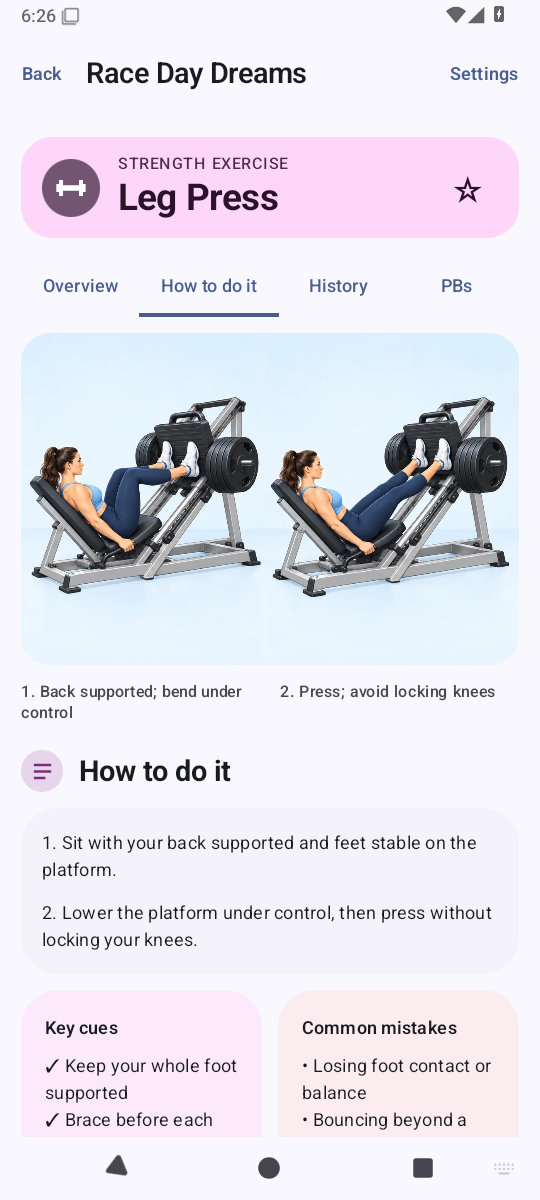 6:26
Back
Race Day Dreams
Settings
STRENGTH EXERCISE
Leg Press
Overview
How to do it
History
PBs
1. Back supported; bend under
control
2. Press; avoid locking knees
How to do it
1. Sit with your back supported and feet stable on the
platform.
2. Lower the platform under control, then press without
locking your knees.
Key cues
✓ Keep your whole foot
supported
✓ Brace before each
Common mistakes
• Losing foot contact or
balance
• Bouncing beyond a